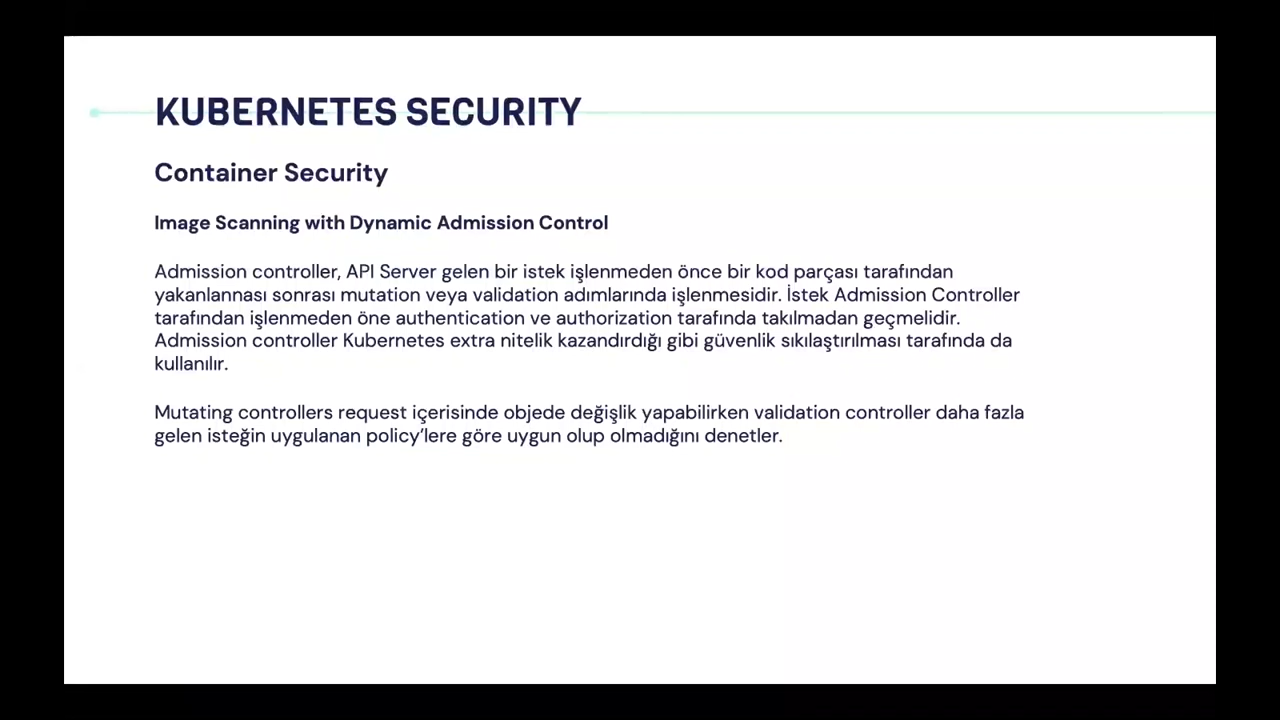 KUBERNETES SECURITY
Container Security
Image Scanning with Dynamic Admission Control
Admission controller, API Server gelen bir istek işlenmeden önce bir kod parçası tarafından
yakanlannası sonrası mutation veya validation adımlarında işlenmesidir. İstek Admission Controller
tarafından işlenmeden öne authentication ve authorization tarafında takılmadan geçmelidir.
Admission controller Kubernetes extra nitelik kazandırdığı gibi güvenlik sıkılaştırılması tarafında da
kullanılır.
Mutating controllers request içerisinde objede değişlik yapabilirken validation controller daha fazla
gelen isteğin uygulanan policy’lere göre uygun olup olmadığını denetler.